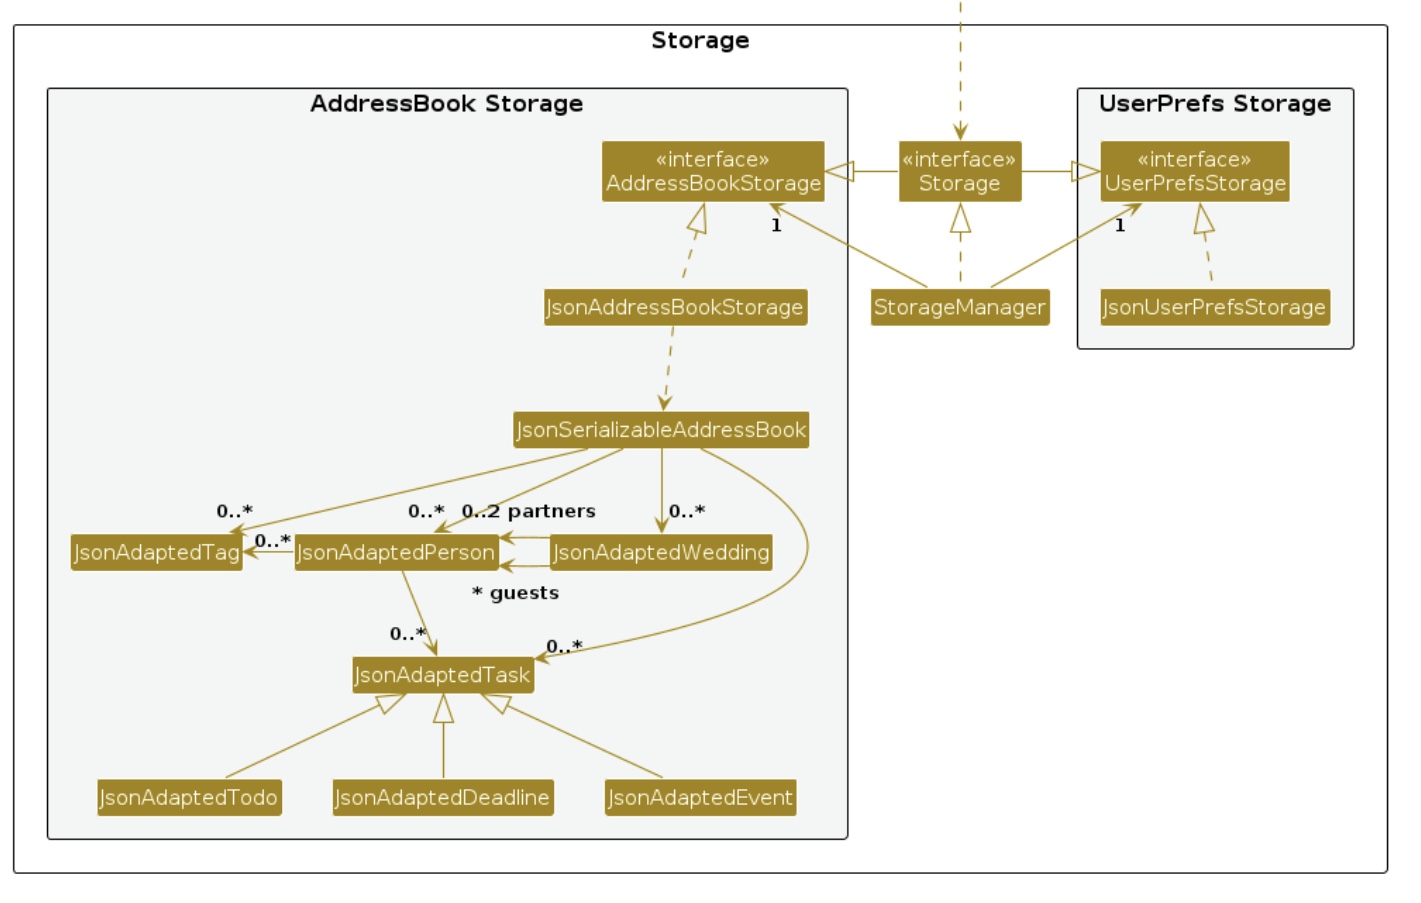 Storage
AddressBook Storage
UserPrefs Storage
«interface»
AddressBookStorage
«interface»
Storage
«interface»
UserPrefsStorage
1
1
JsonAddressBookStorage
StorageManager
JsonUserPrefsStorage
JsonSerializableAddressBook
0..*
0..*
0..2 partners
0..*
JsonAdaptedTag
0..*
JsonAdaptedPerson
JsonAdaptedWedding
* guests
0..*
0..*
JsonAdaptedTask
JsonAdaptedTodo
JsonAdaptedDeadline
JsonAdaptedEvent